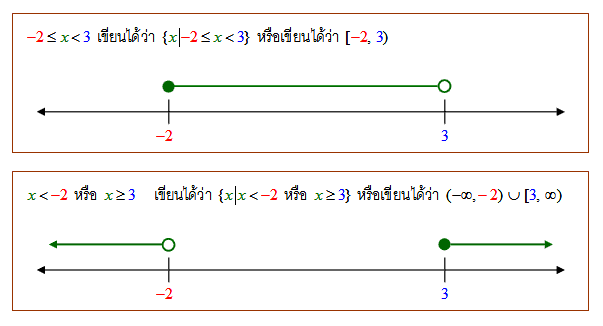 −2 ≤ x < 3 เขียนได้ว่า {x|−2 ≤ x < 3} หรือเขียนได้ว่า [−2, 3)
−2 3
x < −2 หรือ x ≥ 3 เขียนได้ว่า {x|x < −2 หรือ x ≥ 3} หรือเขียนได้ว่า (−∞, − 2) ∪ [3, ∞)
−2 3